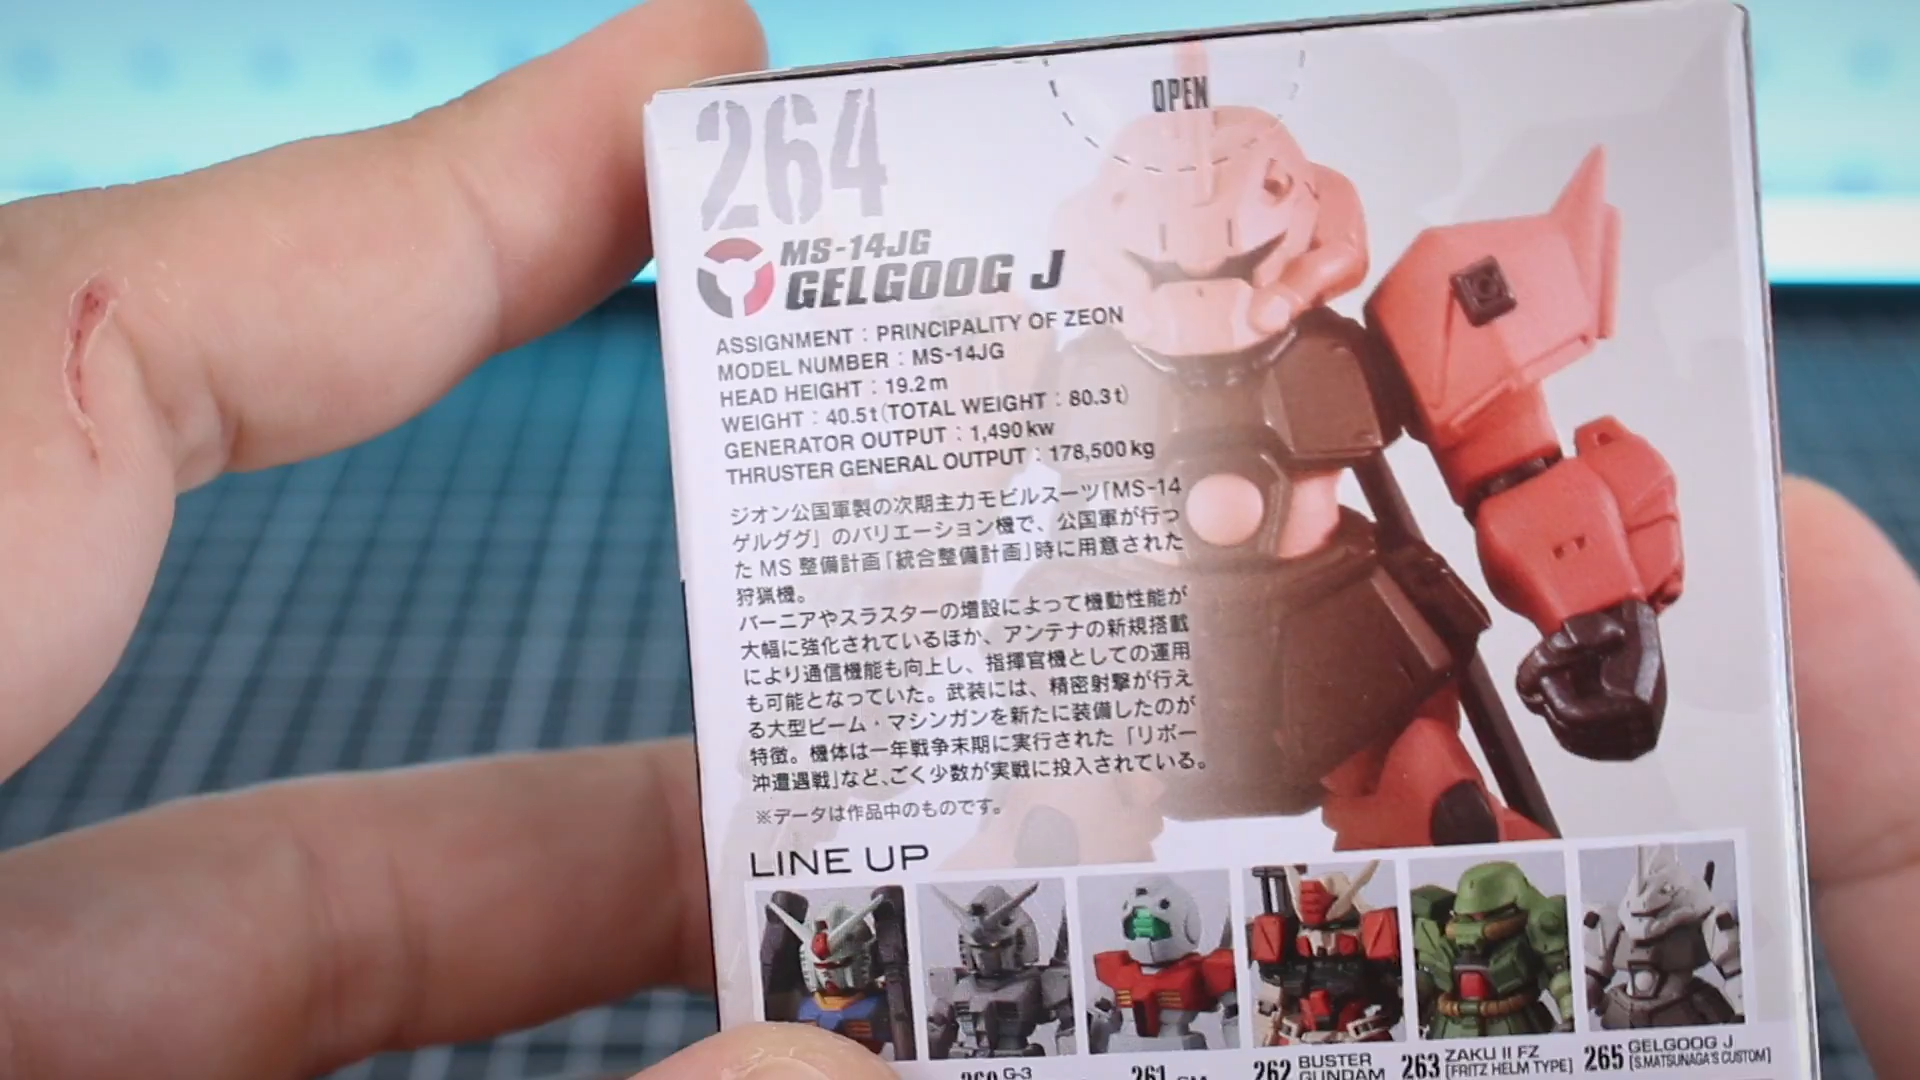 OPEN
264
MS-14JG
GELGOOG J
ASSIGNMENT : PRINCIPALITY OF ZEON
MODEL NUMBER : MS-14JG
HEAD HEIGHT : 19.2m
WEIGHT : 40.5t(TOTAL WEIGHT : 80.3t)
GENERATOR OUTPUT : 1,490kw
THRUSTER GENERAL OUTPUT : 178,500kg
ジオン公国軍製の次期主力モビルスーツ「MS-14
ゲルググ」のバリエーション機で、公国軍が行っ
た MS 整備計画「統合整備計画」時に用意された
狩猟機。
バーニアやスラスターの増設によって機動性能が
大幅に強化されているほか、アンテナの新規搭載
により通信機能も向上し、指揮官機としての運用
も可能となっていた。武装には、精密射撃が行え
る大型ビーム・マシンガンを新たに装備したのが
特徴。機体は一年戦争末期に実行された「リボー
沖遭遇戦」など、ごく少数が実戦に投入されている。
※データは作品中のものです。
LINE UP
260 G-3
261 GM
262 BUSTER GUNDAM
263 ZAKU II FZ [FRITZ HELM TYPE]
265 GELGOOG J [S.MATSUNAGA'S CUSTOM]